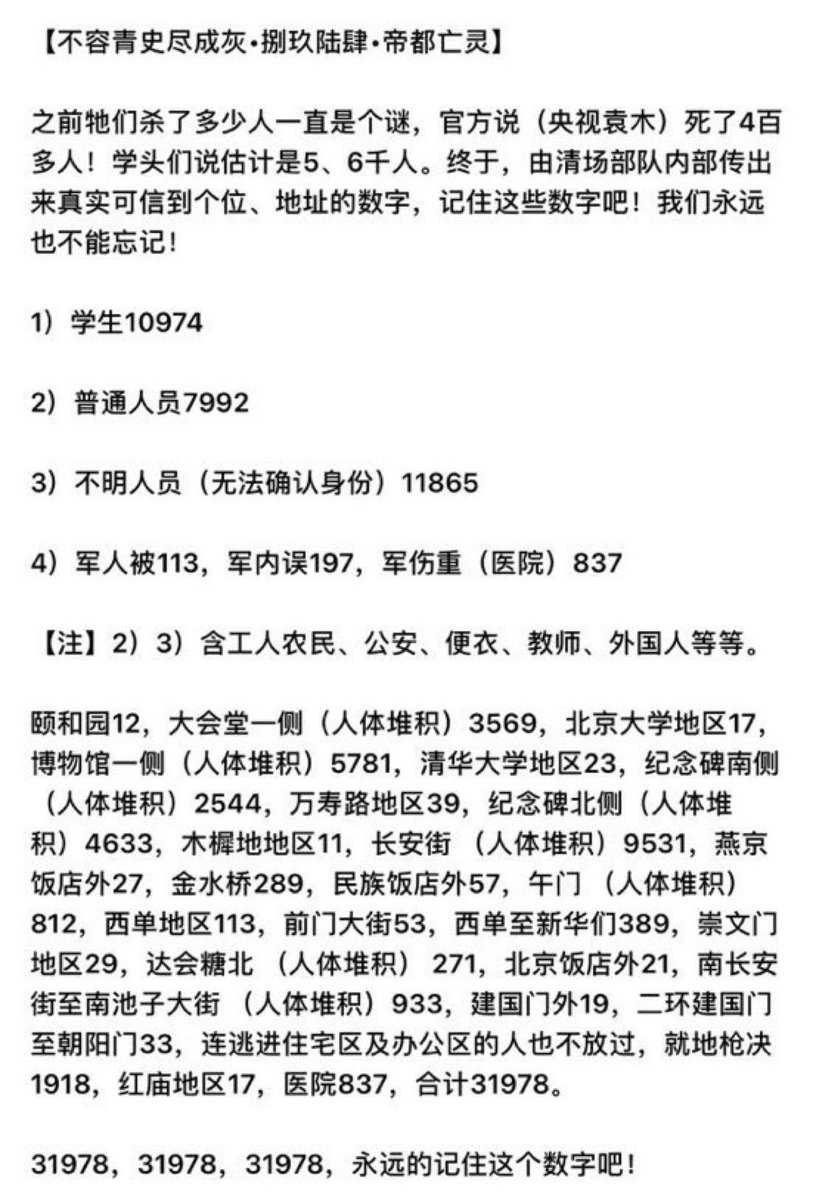 【不容青史尽成灰•捌玖陆肆•帝都亡灵】
之前牠们杀了多少人一直是个谜，官方说（央视袁木）死了4百
多人！学头们说估计是5、6千人。终于，由清场部队内部传出
来真实可信到个位、地址的数字，记住这些数字吧！我们永远
也不能忘记！
1）学生10974
2）普通人员7992
3）不明人员（无法确认身份）11865
4）军人被113，军内误197，军伤重（医院）837
【注】2）3）含工人农民、公安、便衣、教师、外国人等等。
颐和园12，大会堂一侧（人体堆积）3569，北京大学地区17，
博物馆一侧（人体堆积）5781，清华大学地区23，纪念碑南侧
（人体堆积）2544，万寿路地区39，纪念碑北侧（人体堆
积）4633，木樨地地区11，长安街 （人体堆积）9531，燕京
饭店外27，金水桥289，民族饭店外57，午门 （人体堆积）
812，西单地区113，前门大街53，西单至新华们389，崇文门
地区29，达会糖北 （人体堆积） 271，北京饭店外21，南长安
街至南池子大街 （人体堆积）933，建国门外19，二环建国门
至朝阳门33，连逃进住宅区及办公区的人也不放过，就地枪决
1918，红庙地区17，医院837，合计31978。
31978，31978，31978，永远的记住这个数字吧！